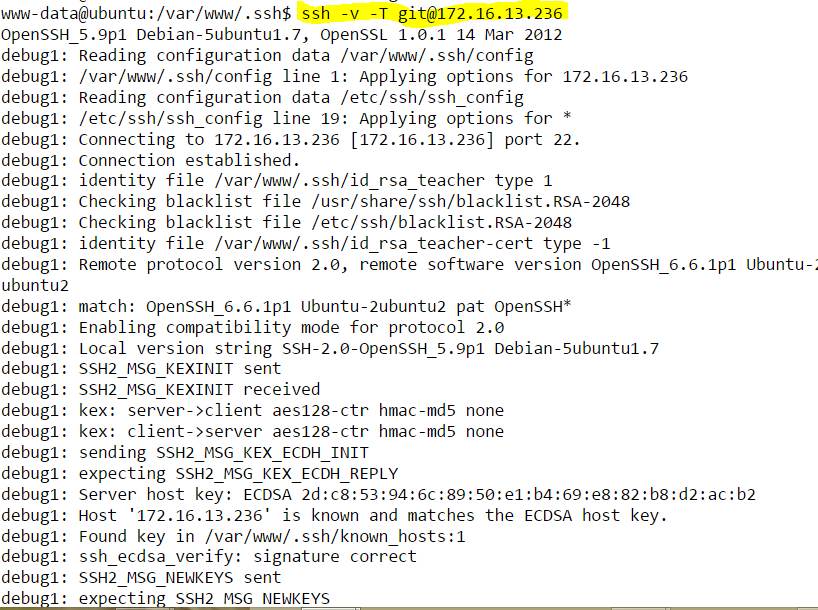 www-data@ubuntu:/var/www/.ssh$ ssh -v -T git@172.16.13.236
OpenSSH_5.9p1 Debian-5ubuntu1.7, OpenSSL 1.0.1 14 Mar 2012
debug1: Reading configuration data /var/www/.ssh/config
debug1: /var/www/.ssh/config line 1: Applying options for 172.16.13.236
debug1: Reading configuration data /etc/ssh/ssh_config
debug1: /etc/ssh/ssh_config line 19: Applying options for *
debug1: Connecting to 172.16.13.236 [172.16.13.236] port 22.
debug1: Connection established.
debug1: identity file /var/www/.ssh/id_rsa_teacher type 1
debug1: Checking blacklist file /usr/share/ssh/blacklist.RSA-2048
debug1: Checking blacklist file /etc/ssh/blacklist.RSA-2048
debug1: identity file /var/www/.ssh/id_rsa_teacher-cert type -1
debug1: Remote protocol version 2.0, remote software version OpenSSH_6.6.1p1 Ubuntu-2
ubuntu2
debug1: match: OpenSSH_6.6.1p1 Ubuntu-2ubuntu2 pat OpenSSH*
debug1: Enabling compatibility mode for protocol 2.0
debug1: Local version string SSH-2.0-OpenSSH_5.9p1 Debian-5ubuntu1.7
debug1: SSH2_MSG_KEXINIT sent
debug1: SSH2_MSG_KEXINIT received
debug1: kex: server->client aes128-ctr hmac-md5 none
debug1: kex: client->server aes128-ctr hmac-md5 none
debug1: sending SSH2_MSG_KEX_ECDH_INIT
debug1: expecting SSH2_MSG_KEX_ECDH_REPLY
debug1: Server host key: ECDSA 2d:c8:53:94:6c:89:50:e1:b4:69:e8:82:b8:d2:ac:b2
debug1: Host '172.16.13.236' is known and matches the ECDSA host key.
debug1: Found key in /var/www/.ssh/known_hosts:1
debug1: ssh_ecdsa_verify: signature correct
debug1: SSH2_MSG_NEWKEYS sent
debug1: expecting SSH2_MSG_NEWKEYS